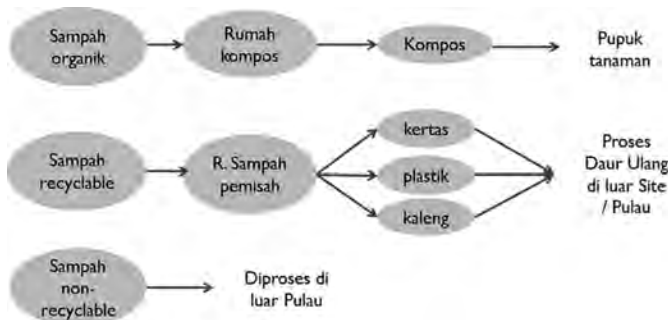 Sampah
organik
Rumah
kompos
Kompos
Pupuk
tanaman
Sampah
recyclable
R. Sampah
pemisah
kertas
plastik
kaleng
Proses
Daur Ulang
di luar Site
/ Pulau
Sampah
non-
recyclable
Diproses di
luar Pulau